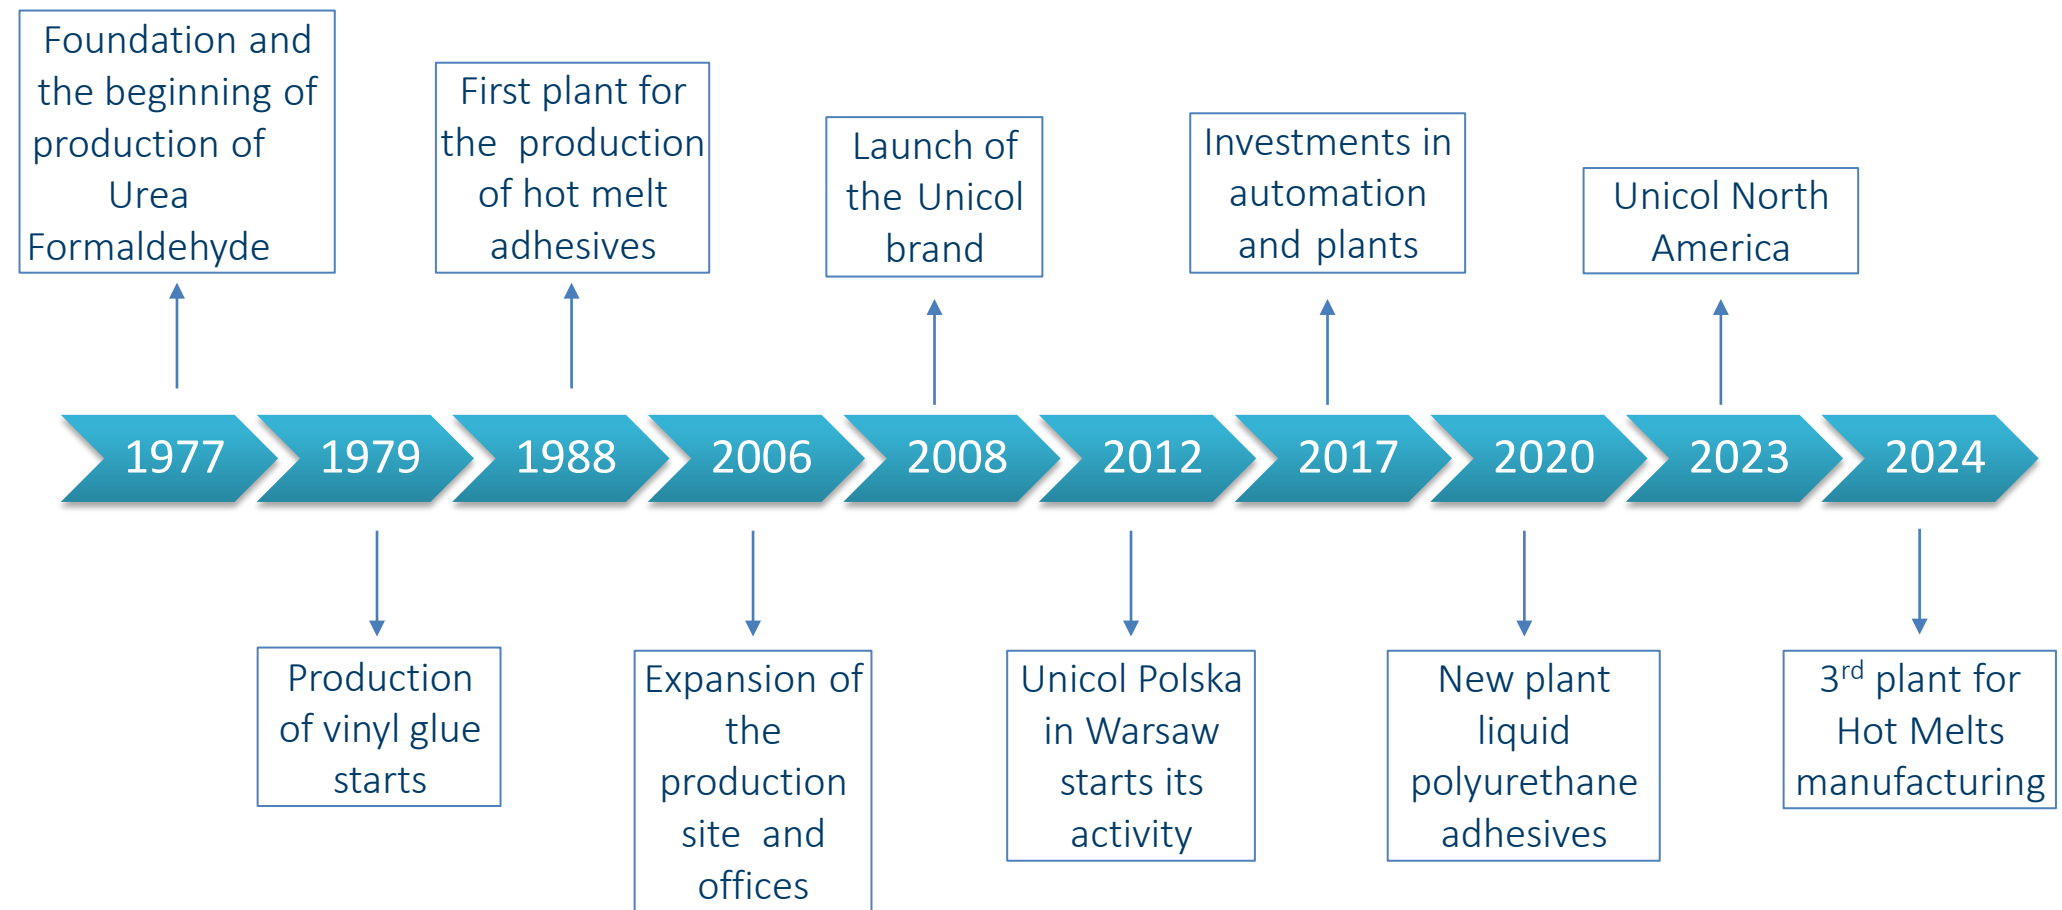 Foundation and
the beginning of
production of
Urea
Formaldehyde
First plant for
the production
of hot melt
adhesives
Launch of
the Unicol
brand
Investments in
automation
and plants
Unicol North
America
1977
1979
1988
2006
2008
2012
2017
2020
2023
2024
Production
of vinyl glue
starts
Expansion of
the
production
site and
offices
Unicol Polska
in Warsaw
starts its
activity
New plant
liquid
polyurethane
adhesives
3rd plant for
Hot Melts
manufacturing